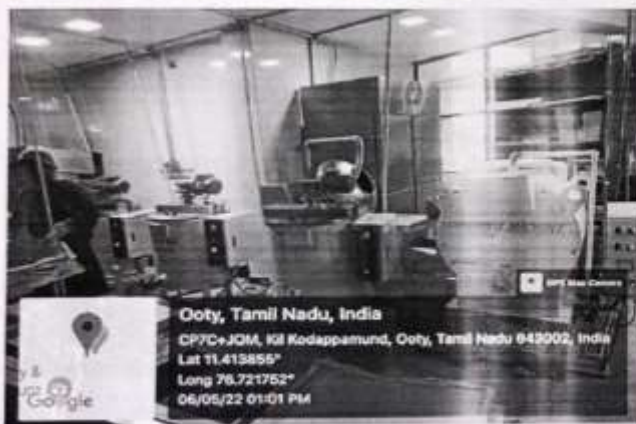 GPS Map Camera
Ooty, Tamil Nadu, India
CP7C+JQM, Kil Kodappamund, Ooty, Tamil Nadu 643002, India
Lat 11.413855°
Long 76.721752°
06/05/22 01:01 PM
Google